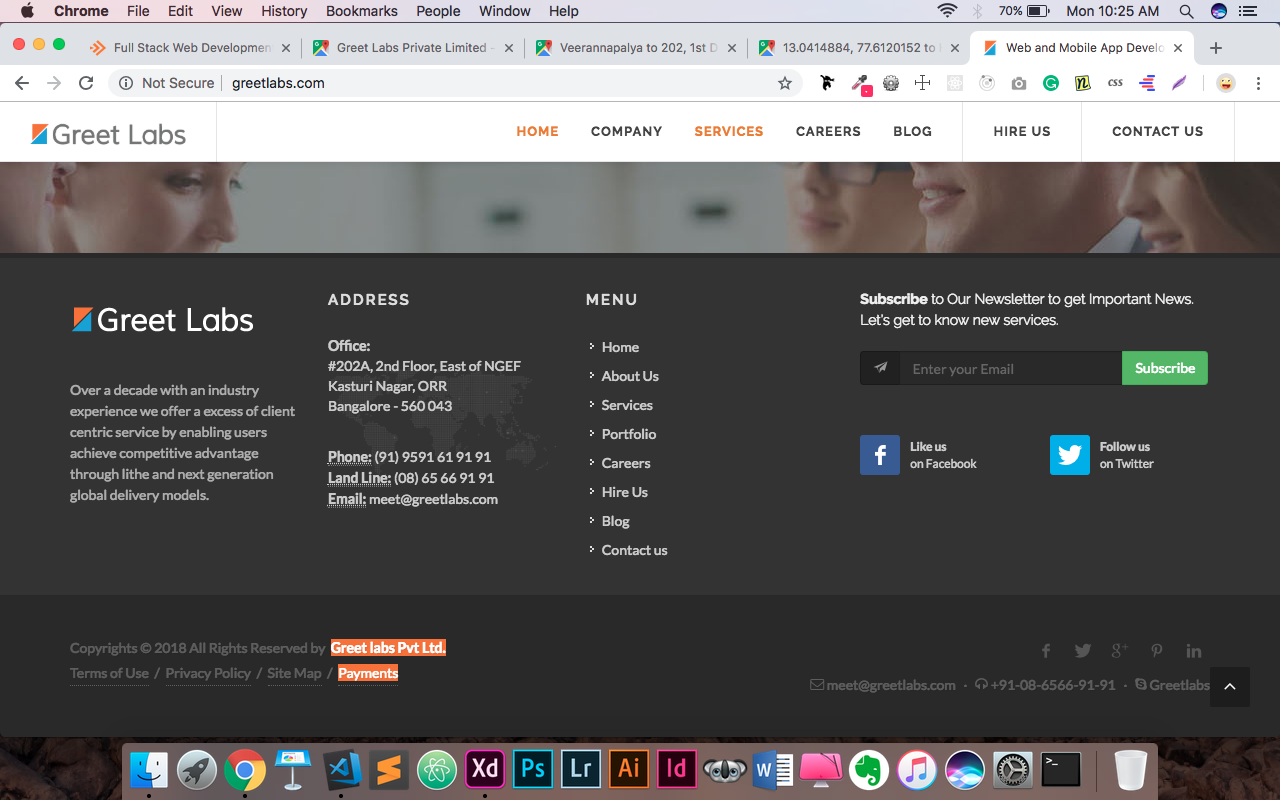 Chrome File Edit View History Bookmarks People Window Help 70% Mon 10:25 AM
Full Stack Web Development Greet Labs Private Limited - Veerannapalya to 202, 1st D 13.0414884, 77.6120152 to Web and Mobile App Develo
Not Secure greetlabs.com
css
Greet Labs HOME COMPANY SERVICES CAREERS BLOG HIRE US CONTACT US
Greet Labs
Over a decade with an industry
experience we offer a excess of client
centric service by enabling users
achieve competitive advantage
through lithe and next generation
global delivery models.
ADDRESS
Office:
#202A, 2nd Floor, East of NGEF
Kasturi Nagar, ORR
Bangalore - 560 043
Phone: (91) 9591 61 91 91
Land Line: (08) 65 66 91 91
Email: meet@greetlabs.com
MENU
Home
About Us
Services
Portfolio
Careers
Hire Us
Blog
Contact us
Subscribe to Our Newsletter to get Important News.
Let's get to know new services.
Enter your Email Subscribe
Like us
on Facebook
Follow us
on Twitter
Copyrights © 2018 All Rights Reserved by Greet labs Pvt Ltd.
Terms of Use / Privacy Policy / Site Map / Payments
meet@greetlabs.com · +91-08-6566-91-91 · Greetlabs
Xd Ps Lr Ai Id W